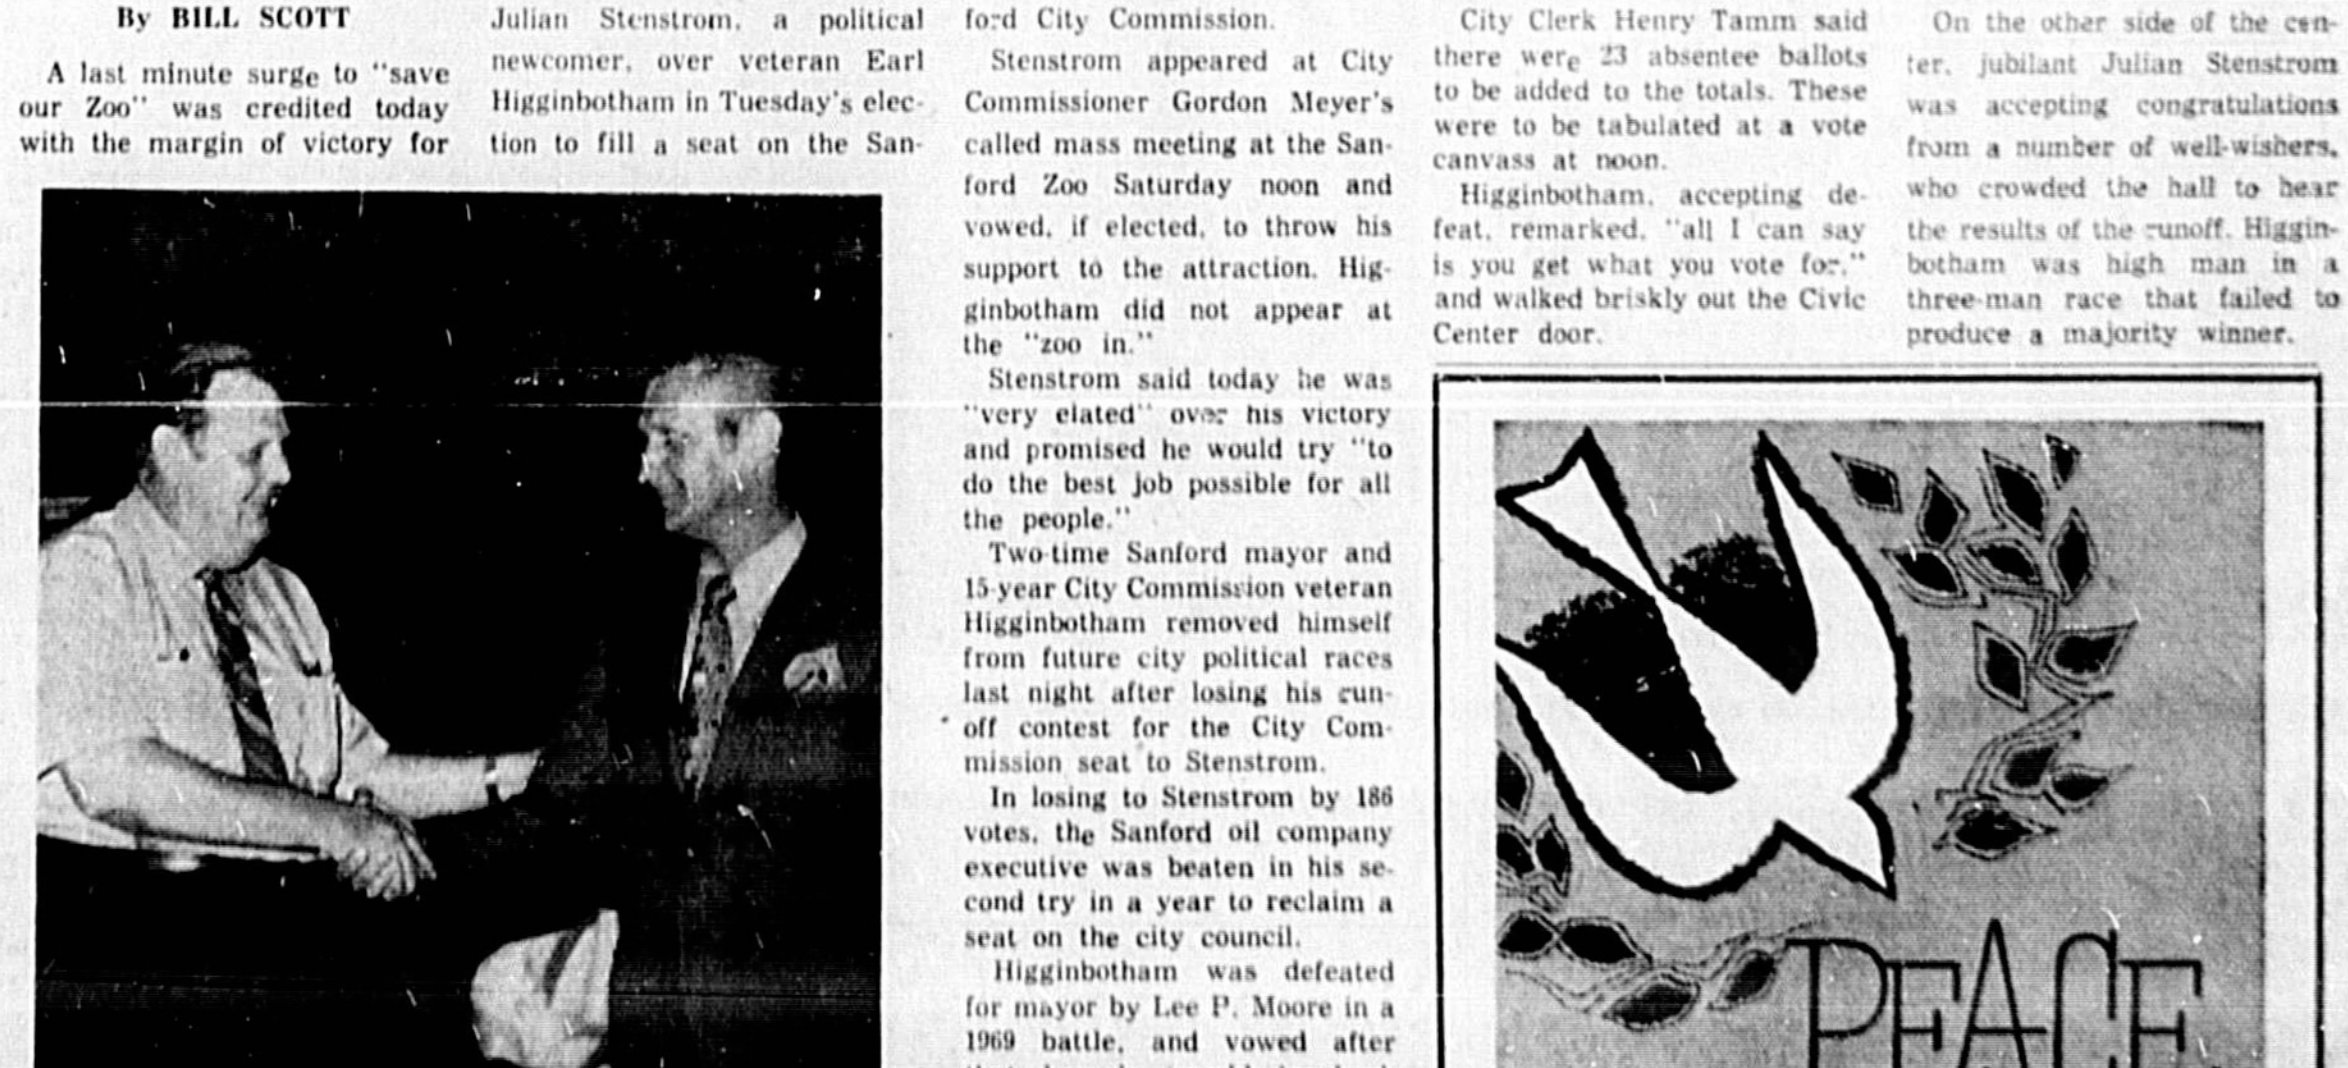 By BILL SCOTT
A last minute surge to "save
our Zoo" was credited today
with the margin of victory for
Julian Stenstrom, a political
newcomer, over veteran Earl
Higginbotham in Tuesday's elec-
tion to fill a seat on the San-
ford City Commission.
Stenstrom appeared at City
Commissioner Gordon Meyer's
called mass meeting at the San-
ford Zoo Saturday noon and
vowed, if elected, to throw his
support to the attraction. Hig-
ginbotham did not appear at
the "zoo in."
Stenstrom said today he was
"very elated" over his victory
and promised he would try "to
do the best job possible for all
the people."
Two-time Sanford mayor and
15-year City Commission veteran
Higginbotham removed himself
from future city political races
last night after losing his run-
off contest for the City Com-
mission seat to Stenstrom.
In losing to Stenstrom by 186
votes, the Sanford oil company
executive was beaten in his se-
cond try in a year to reclaim a
seat on the city council.
Higginbotham was defeated
for mayor by Lee P. Moore in a
1969 battle, and vowed after
City Clerk Henry Tamm said
there were 23 absentee ballots
to be added to the totals. These
were to be tabulated at a vote
canvass at noon.
Higginbotham, accepting de-
feat, remarked, "all I can say
is you get what you vote for,"
and walked briskly out the Civic
Center door.
On the other side of the cen-
ter, jubilant Julian Stenstrom
was accepting congratulations
from a number of well-wishers,
who crowded the hall to hear
the results of the runoff. Higgin-
botham was high man in a
three-man race that failed to
produce a majority winner.
PEACE